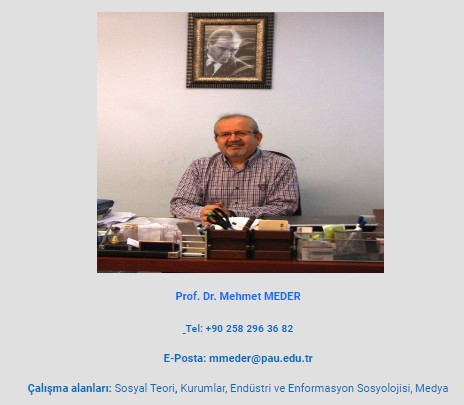 Prof. Dr. Mehmet MEDER
Tel: +90 258 296 36 82
E-Posta: mmeder@pau.edu.tr
Çalışma alanları: Sosyal Teori, Kurumlar, Endüstri ve Enformasyon Sosyolojisi, Medya